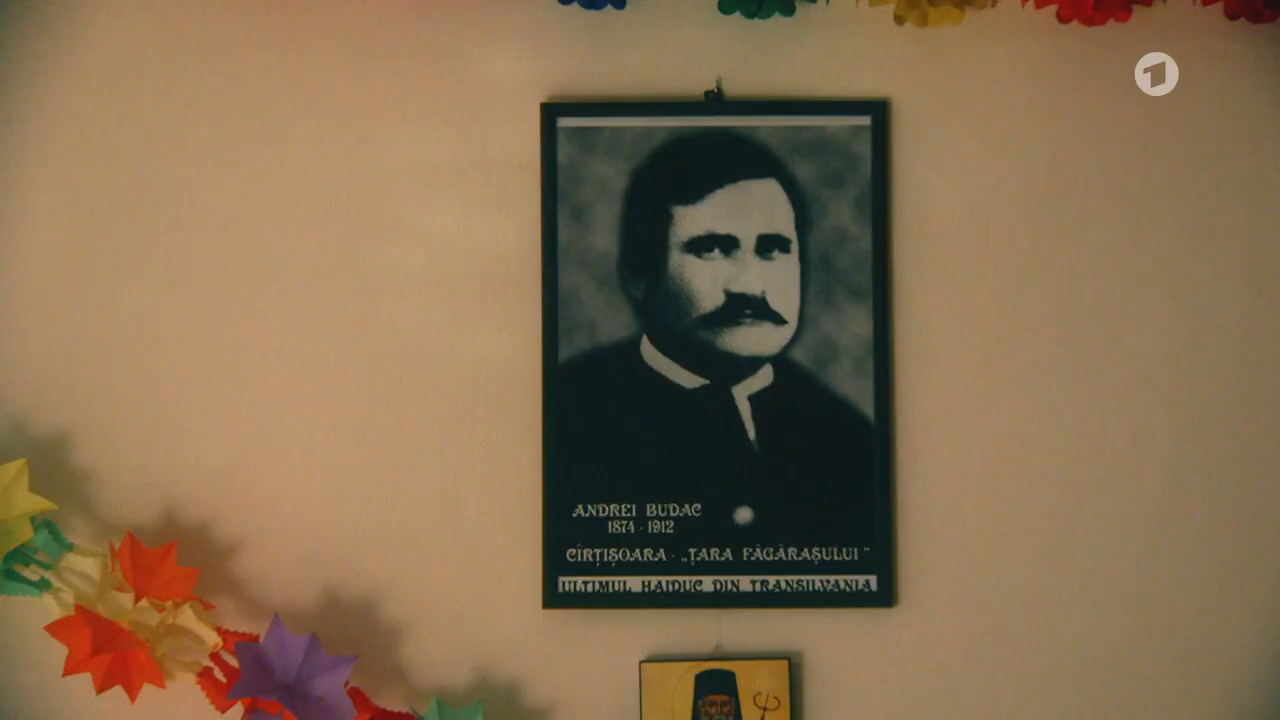 ANDREI BUDAC
1874 - 1912
CÎRȚIȘOARA - „ȚARA FĂGĂRAȘULUI”
ULTIMUL HAIDUC DIN TRANSILVANIA